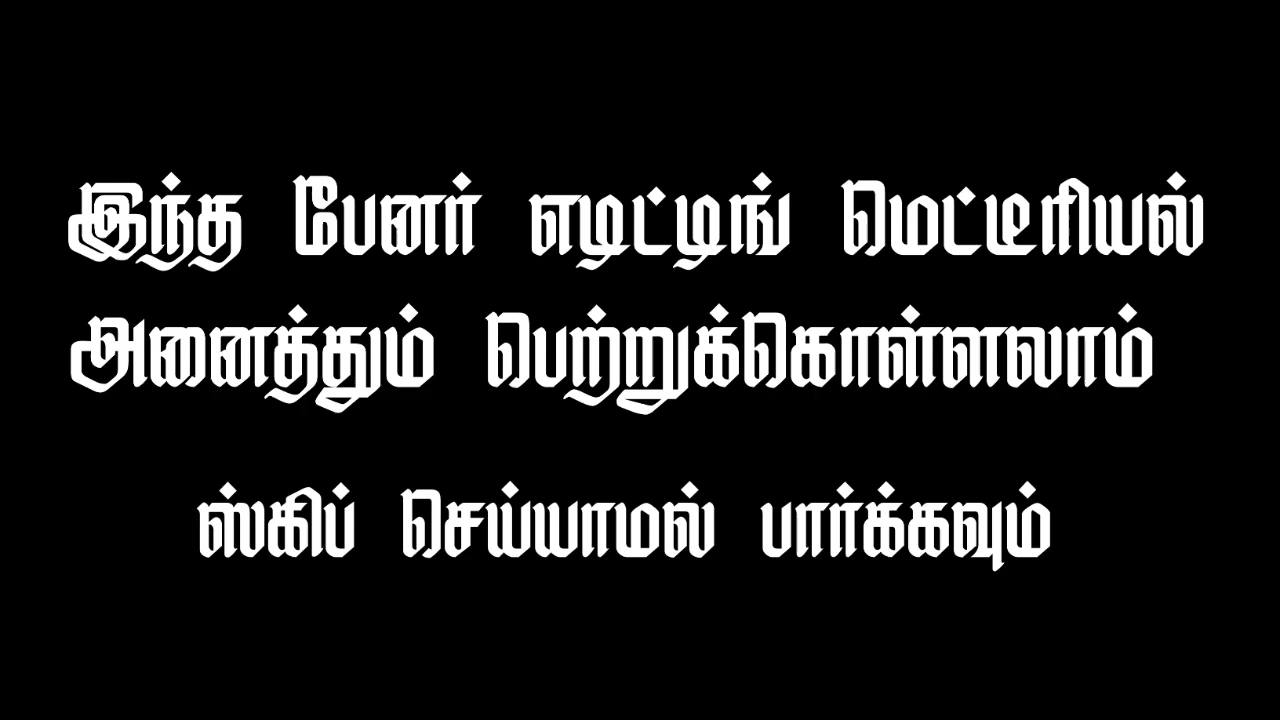 இந்த பேனர் எடிட்டிங் மெட்டீரியல்
அனைத்தும் பெற்றுக்கொள்ளலாம்
ஸ்கிப் செய்யாமல் பார்க்கவும்